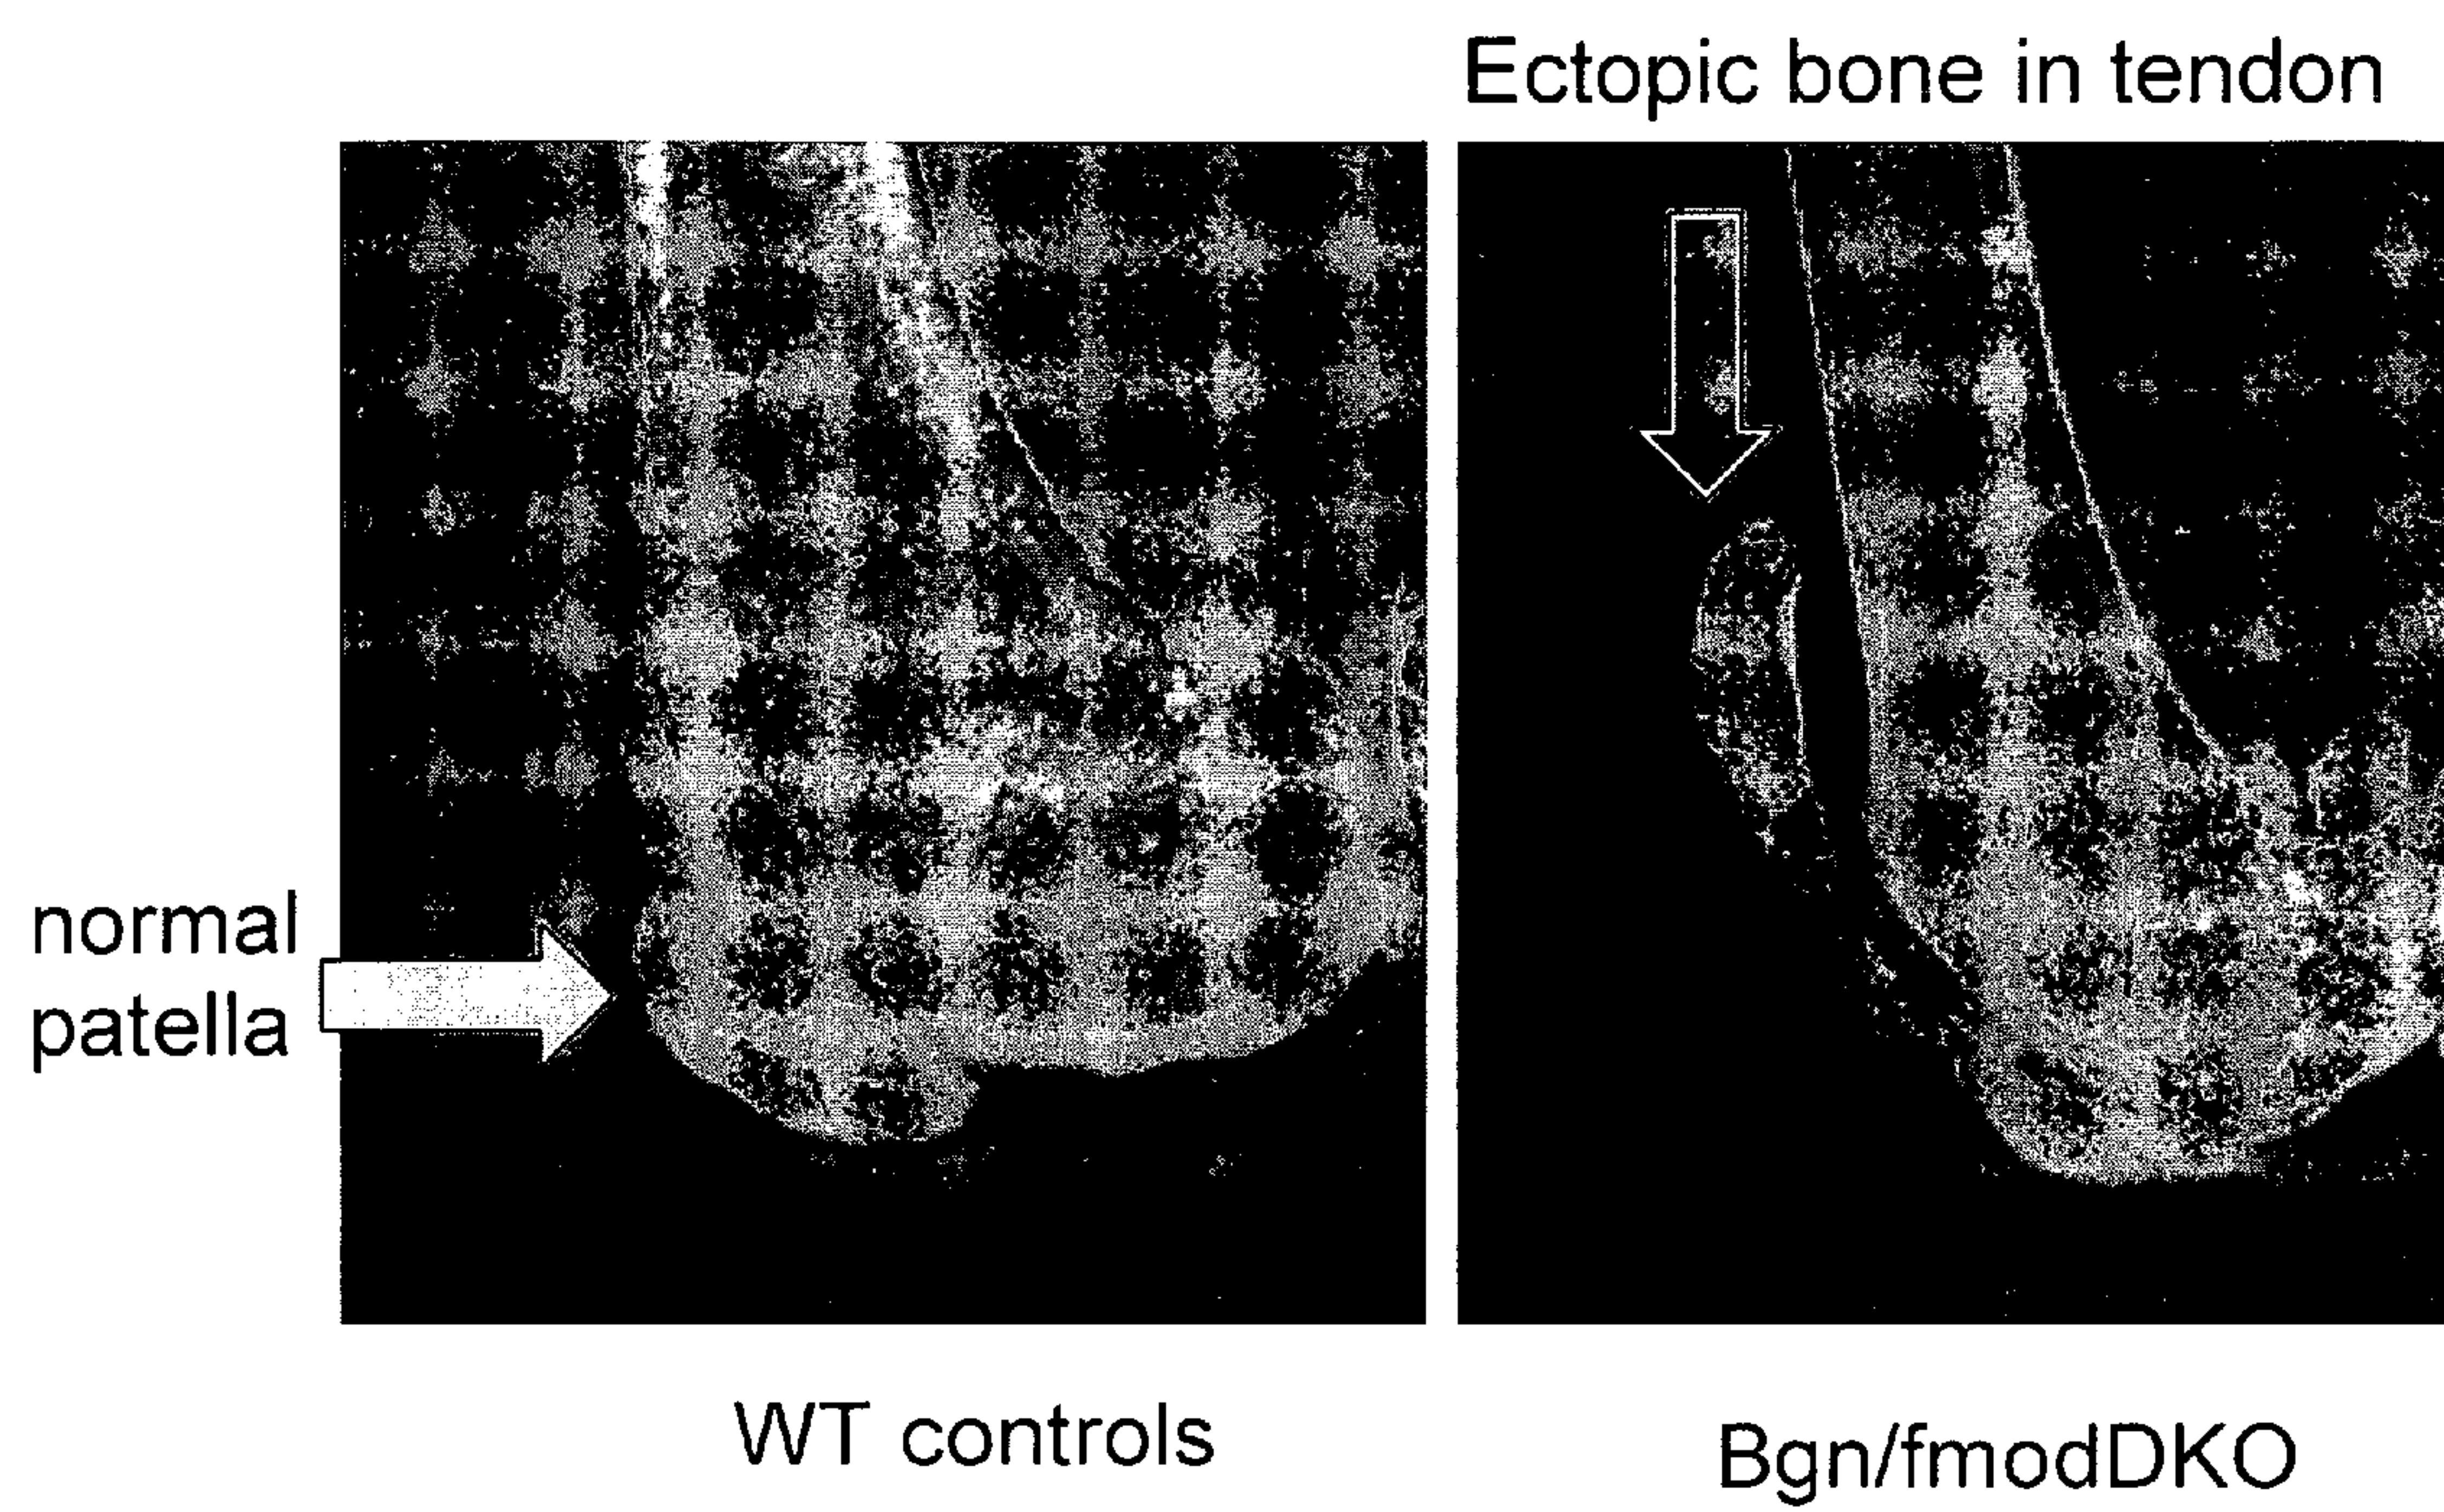 Ectopic bone in tendon
normal
patella
WT controls
Bgn/fmodDKO